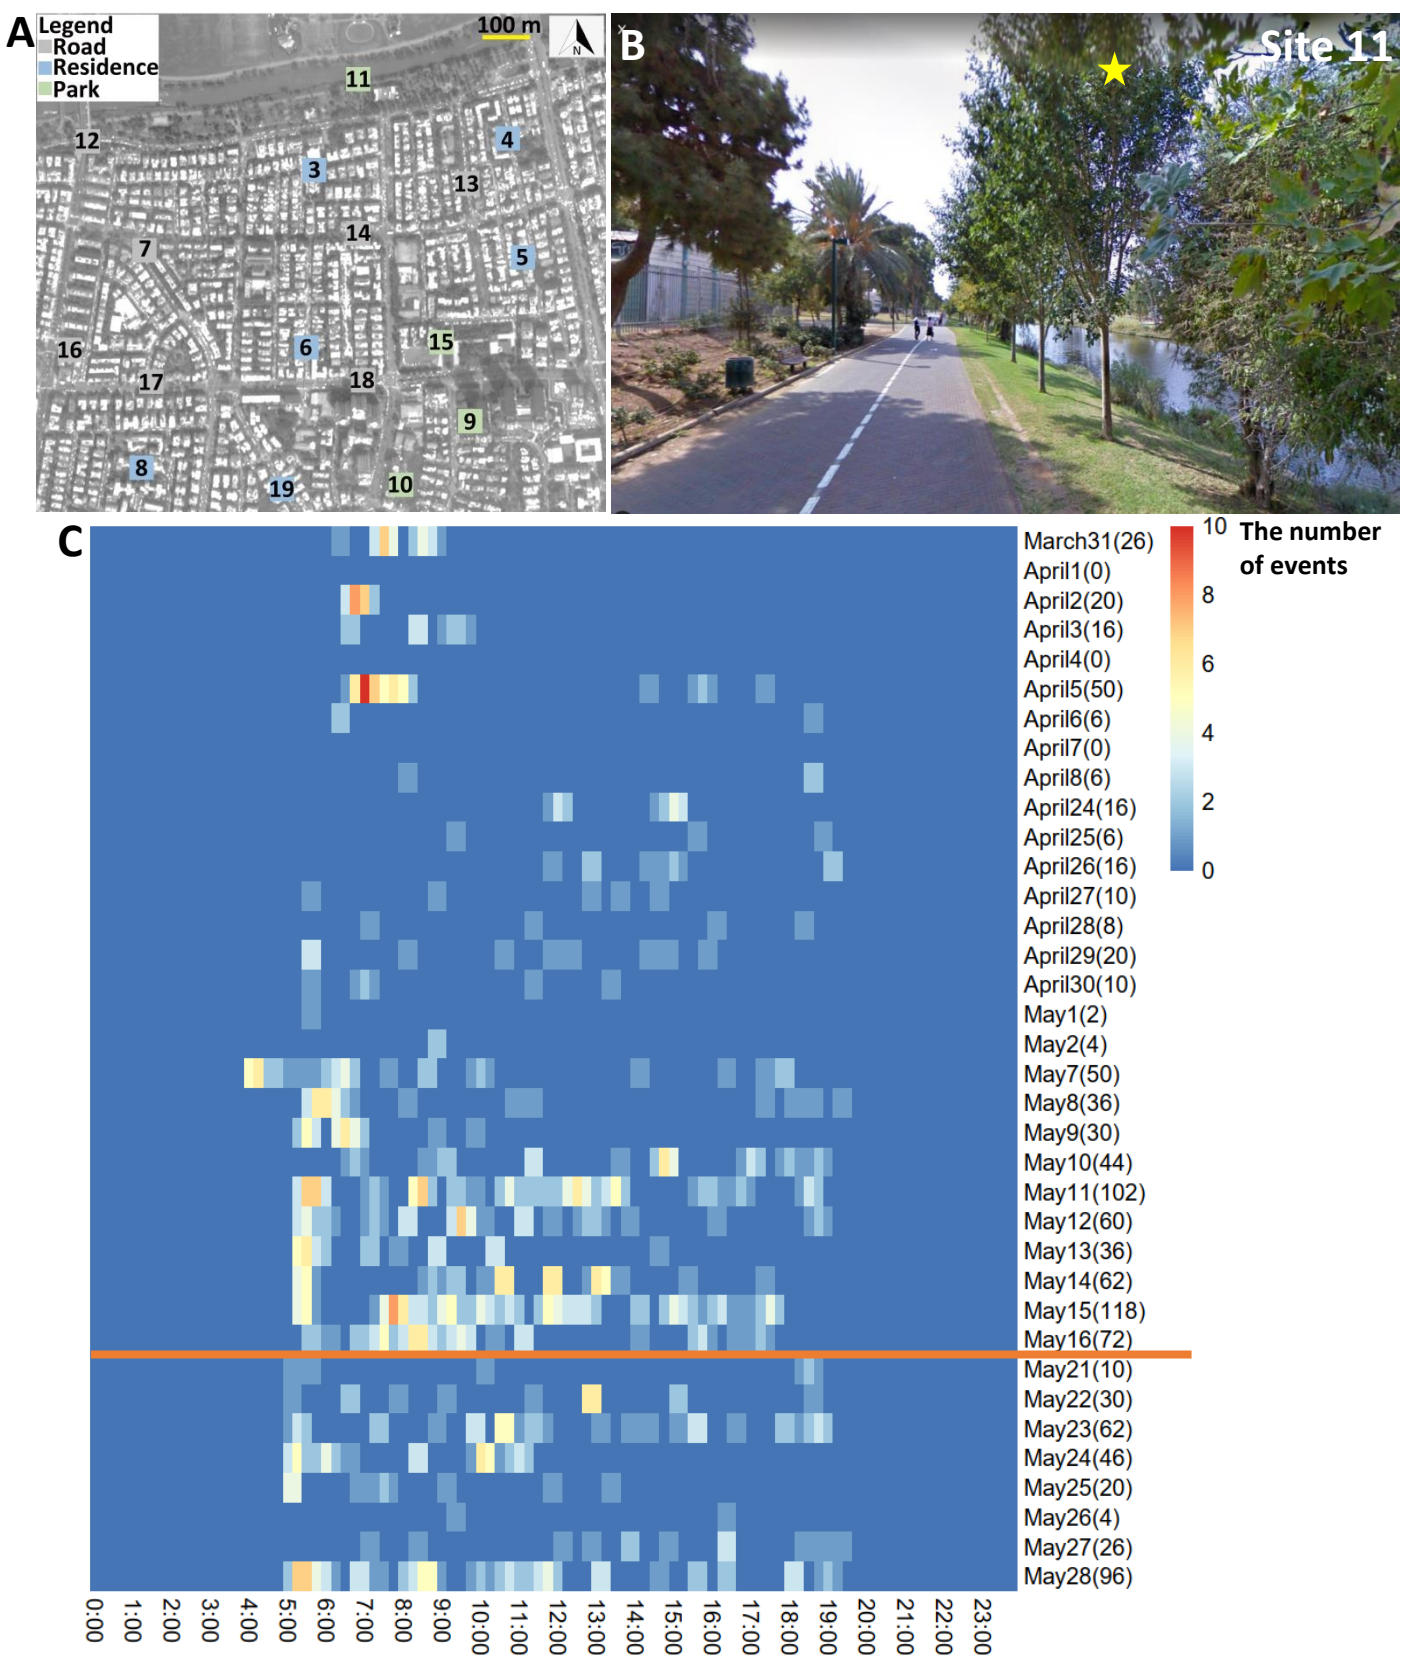 A
Legend
Road
Residence
Park
100 m
N
11
12
4
3
13
14
7
5
15
6
16
17
18
9
8
19
10
B
Site 11
C
The number
of events
10
8
6
4
2
0
March31(26)
April1(0)
April2(20)
April3(16)
April4(0)
April5(50)
April6(6)
April7(0)
April8(6)
April24(16)
April25(6)
April26(16)
April27(10)
April28(8)
April29(20)
April30(10)
May1(2)
May2(4)
May7(50)
May8(36)
May9(30)
May10(44)
May11(102)
May12(60)
May13(36)
May14(62)
May15(118)
May16(72)
May21(10)
May22(30)
May23(62)
May24(46)
May25(20)
May26(4)
May27(26)
May28(96)
0:00
1:00
2:00
3:00
4:00
5:00
6:00
7:00
8:00
9:00
10:00
11:00
12:00
13:00
14:00
15:00
16:00
17:00
18:00
19:00
20:00
21:00
22:00
23:00